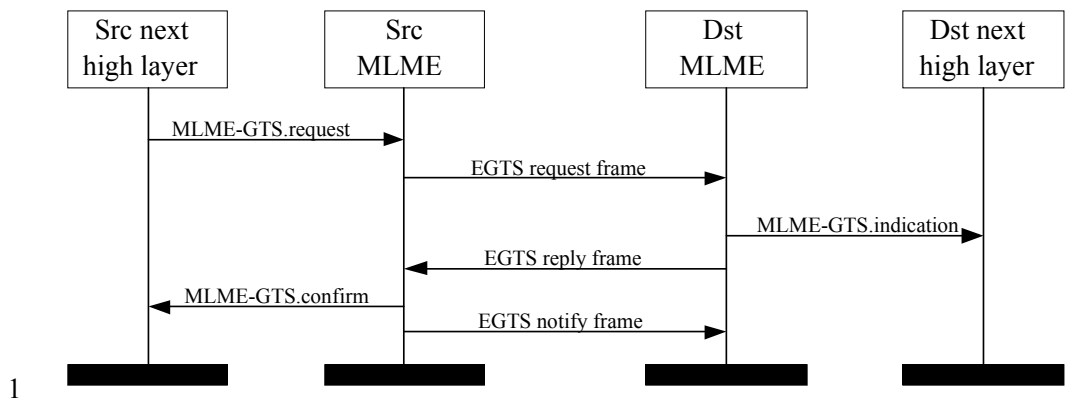 Src next
high layer
Src
MLME
Dst
MLME
Dst next
high layer
MLME-GTS.request
EGTS request frame
MLME-GTS.indication
EGTS reply frame
MLME-GTS.confirm
EGTS notify frame
1